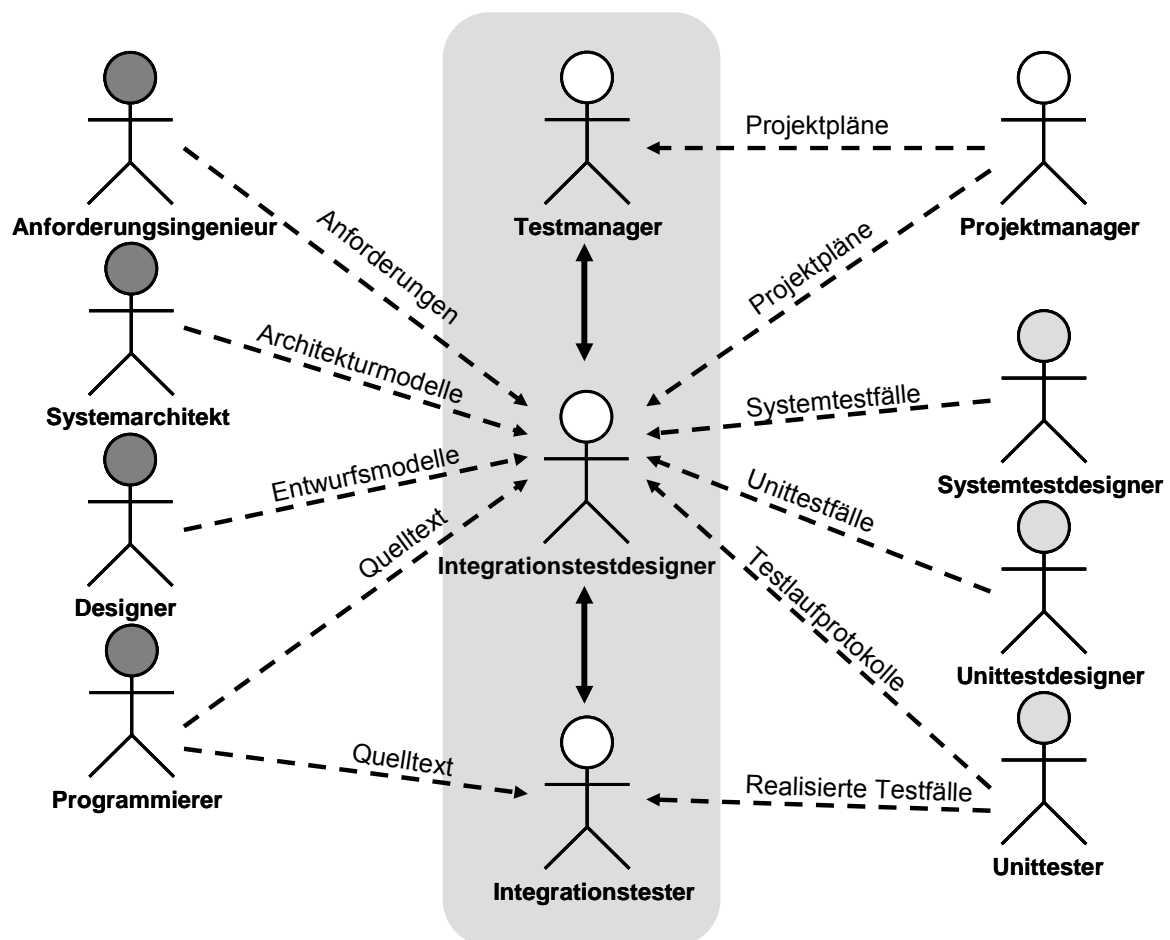 Projektpläne
Anforderungsingenieur
Testmanager
Projektmanager
Anforderungen
Projektpläne
Architekturmodelle
Systemarchitekt
Systemtestfälle
Entwurfsmodelle
Unittestfälle
Systemtestdesigner
Quelltext
Integrationstestdesigner
Testlaufprotokolle
Designer
Unittestdesigner
Quelltext
Realisierte Testfälle
Programmierer
Integrationstester
Unittester